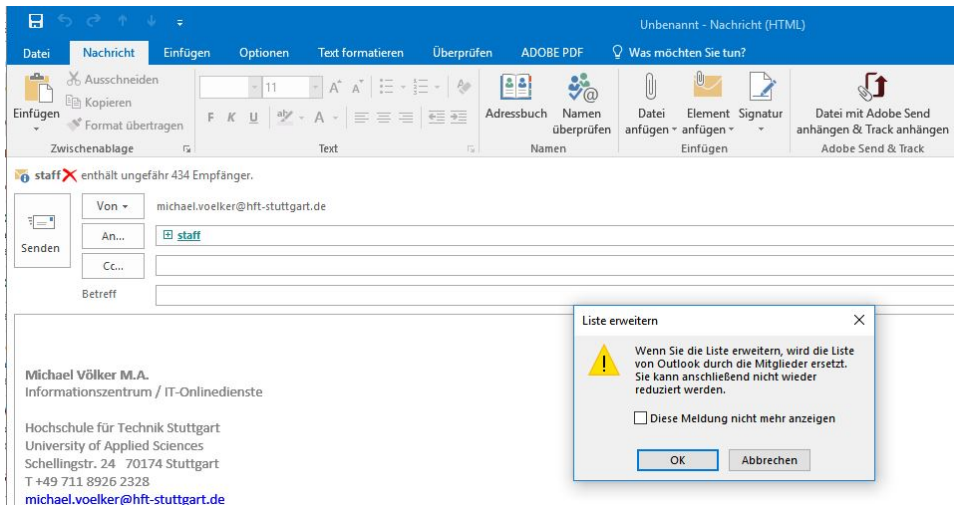 Unbenannt - Nachricht (HTML)
Datei Nachricht Einfügen Optionen Text formatieren Überprüfen ADOBE PDF Was möchten Sie tun?
Einfügen
Ausschneiden
Kopieren
Format übertragen
Zwischenablage
11
F K U
Text
Adressbuch Namen überprüfen
Namen
Datei anfügen Element anfügen Signatur
Einfügen
Datei mit Adobe Send anhängen & Track anhängen
Adobe Send & Track
staff enthält ungefähr 434 Empfänger.
Senden
Von michael.voelker@hft-stuttgart.de
An... staff
Cc...
Betreff
Liste erweitern
Wenn Sie die Liste erweitern, wird die Liste
von Outlook durch die Mitglieder ersetzt.
Sie kann anschließend nicht wieder
reduziert werden.
Diese Meldung nicht mehr anzeigen
OK Abbrechen
Michael Völker M.A.
Informationszentrum / IT-Onlinedienste
Hochschule für Technik Stuttgart
University of Applied Sciences
Schellingstr. 24 70174 Stuttgart
T +49 711 8926 2328
michael.voelker@hft-stuttgart.de